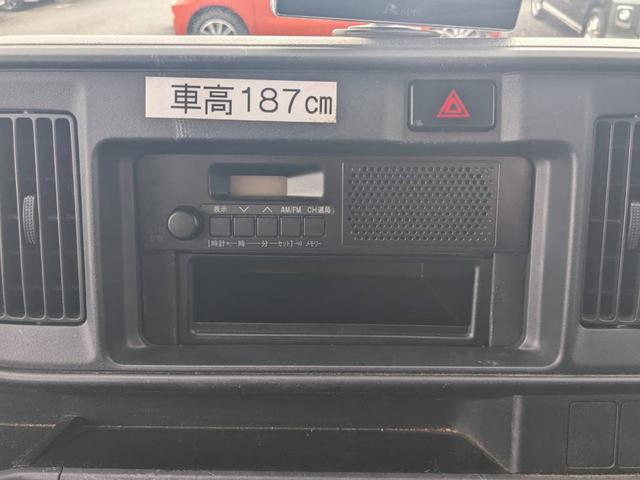 車高187cm
表示 AM/FM CH選局
[時計 時 分 セット] メモリー